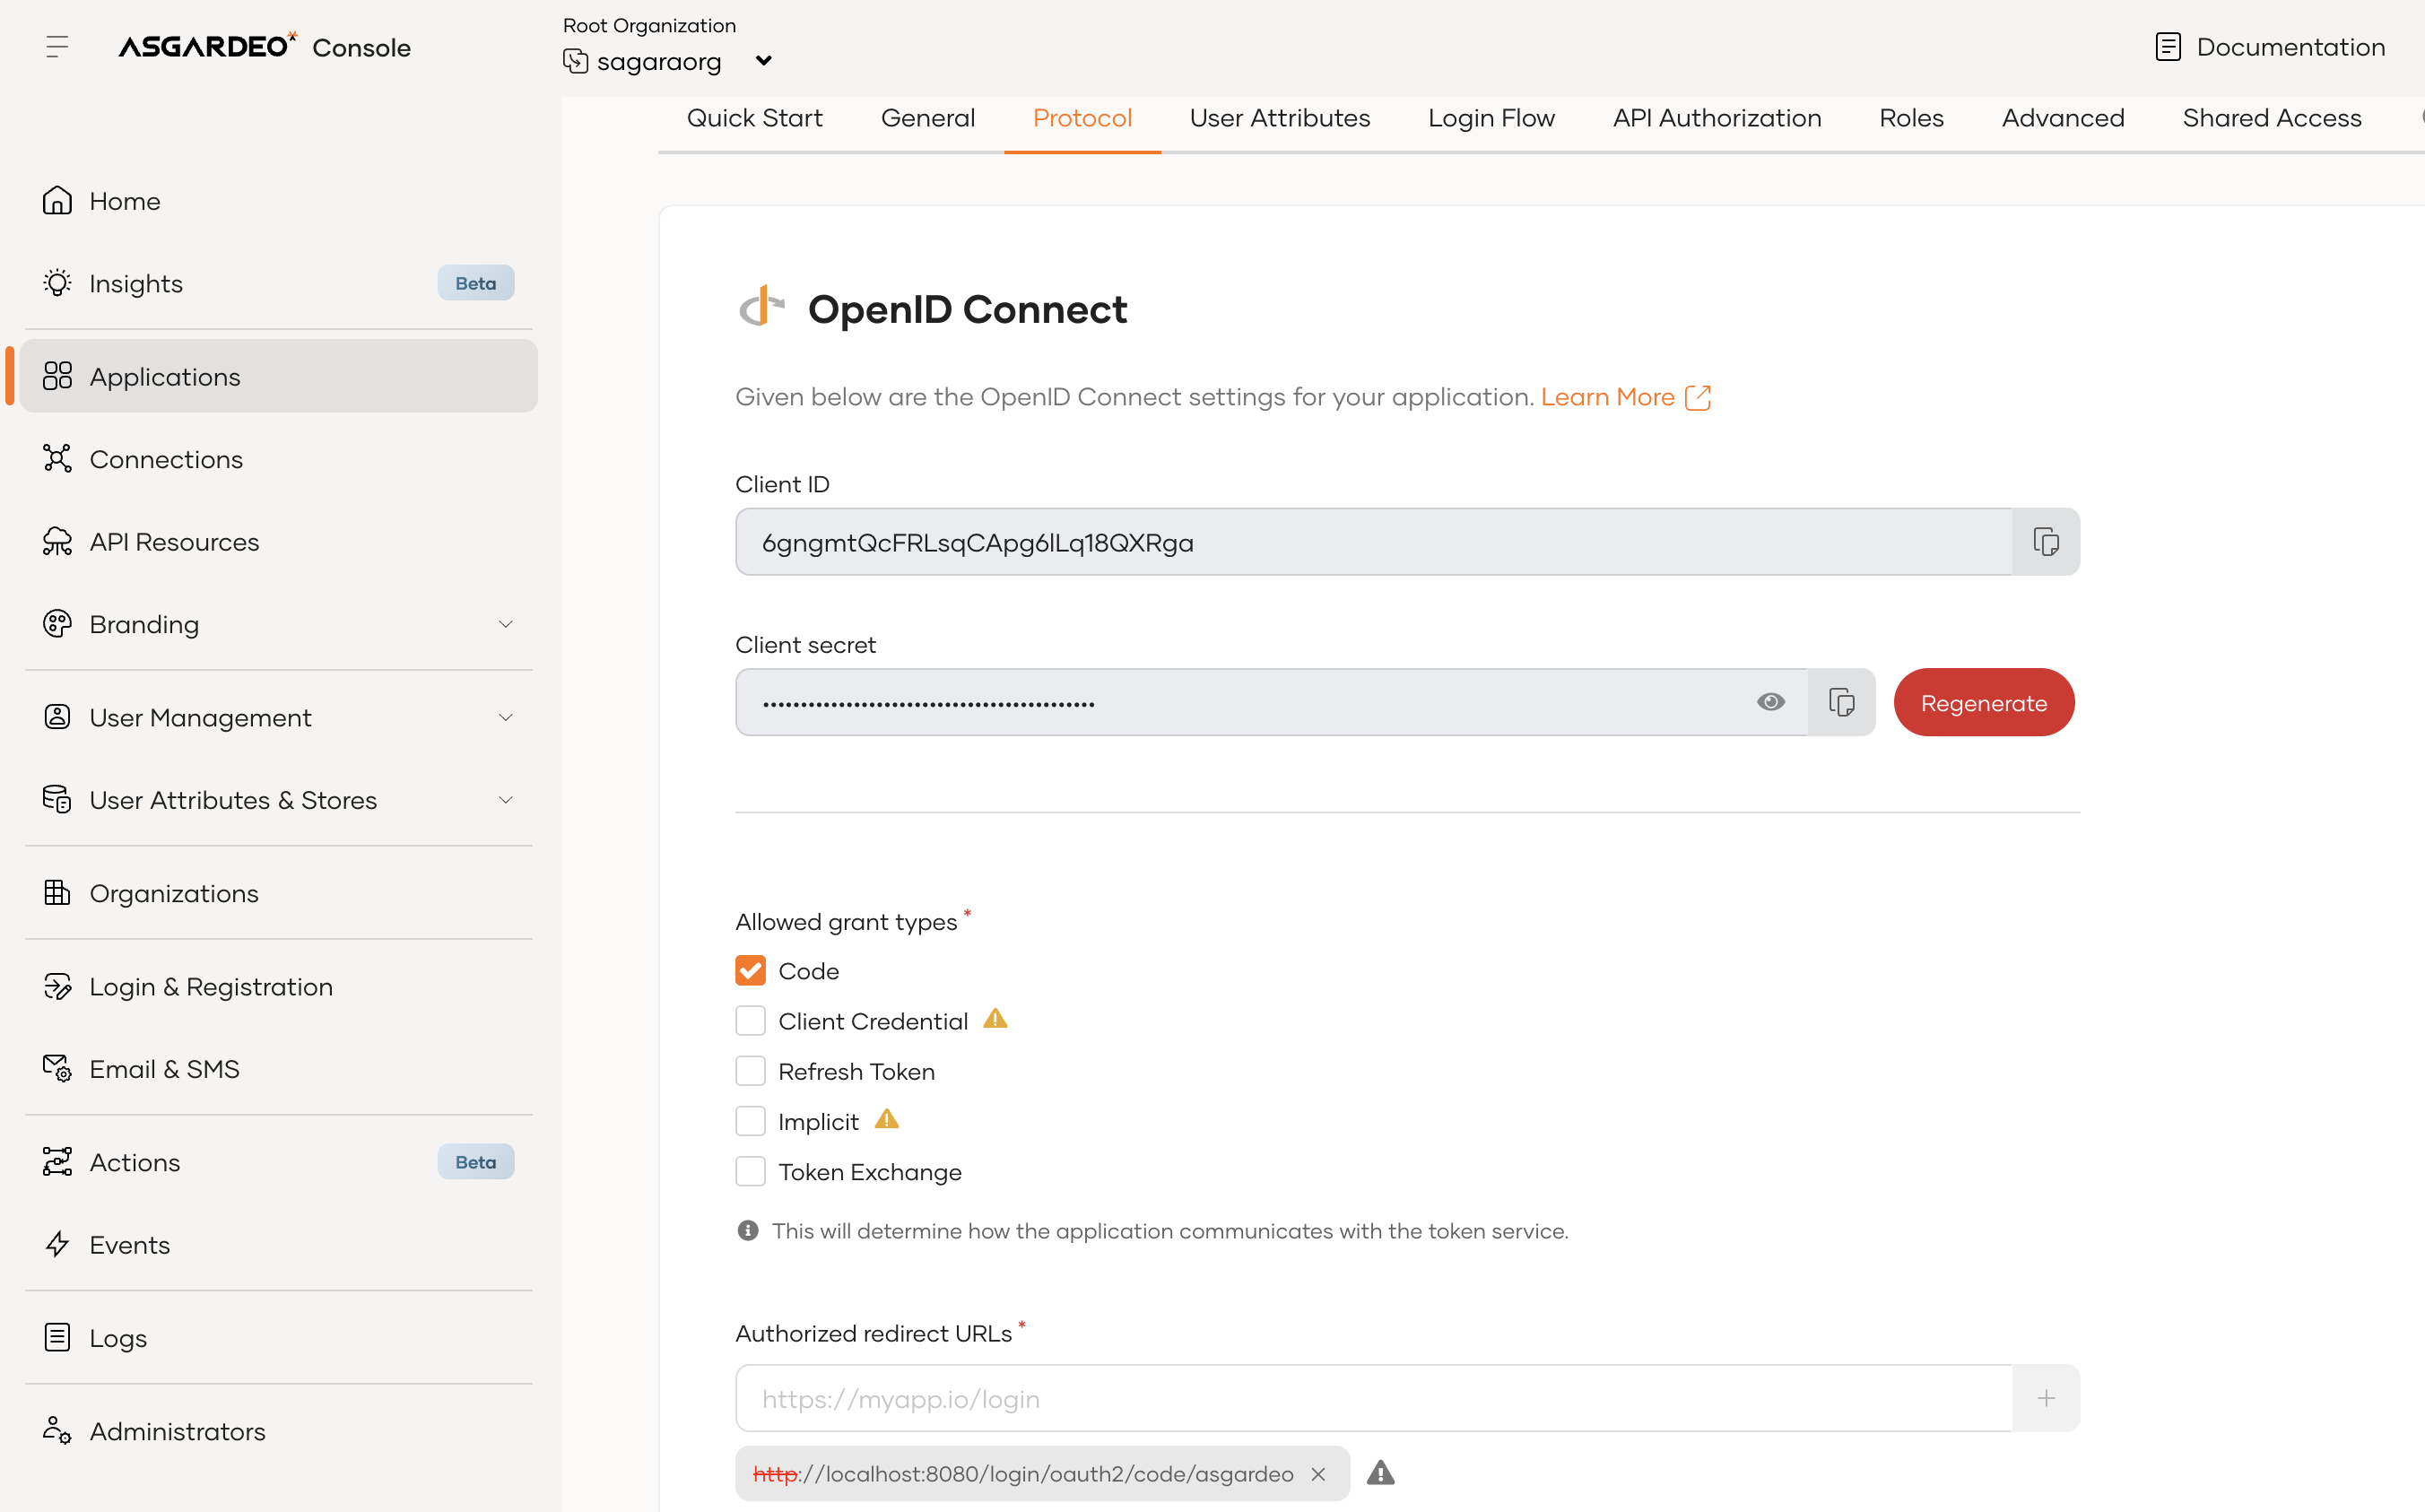 ASGARDEO Console
Root Organization
sagaraorg
Documentation
Quick Start General Protocol User Attributes Login Flow API Authorization Roles Advanced Shared Access
Home
Insights Beta
Applications
Connections
API Resources
Branding
User Management
User Attributes & Stores
Organizations
Login & Registration
Email & SMS
Actions Beta
Events
Logs
Administrators
OpenID Connect
Given below are the OpenID Connect settings for your application. Learn More
Client ID
6gngmtQcFRLsqCApg6lLq18QXRga
Client secret
••••••••••••••••••••••••••••••••••••••••••••
Regenerate
Allowed grant types *
Code
Client Credential
Refresh Token
Implicit
Token Exchange
This will determine how the application communicates with the token service.
Authorized redirect URLs *
https://myapp.io/login
http://localhost:8080/login/oauth2/code/asgardeo